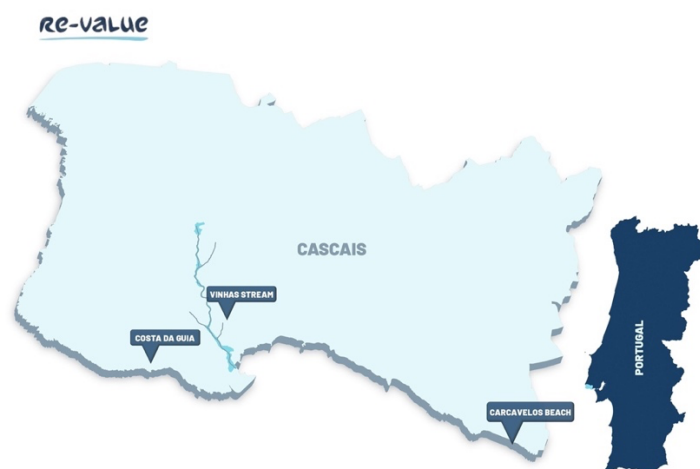 RE-VALUE
CASCAIS
VINHAS STREAM
COSTA DA GUIA
PORTUGAL
CARCAVELOS BEACH